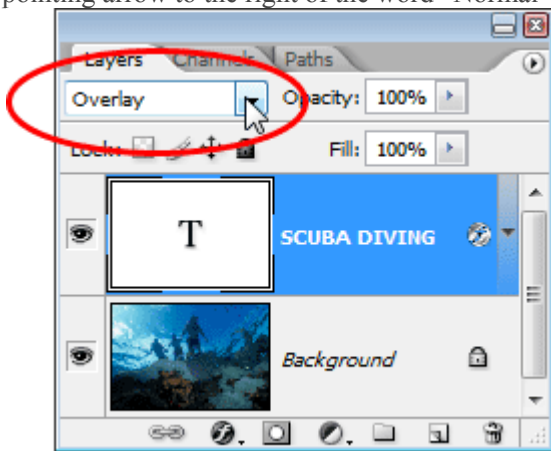 pointing arrow to the right of the word "Normal"
Layers Channels Paths
Overlay Opacity: 100%
Lock: Fill: 100%
T SCUBA DIVING
Background